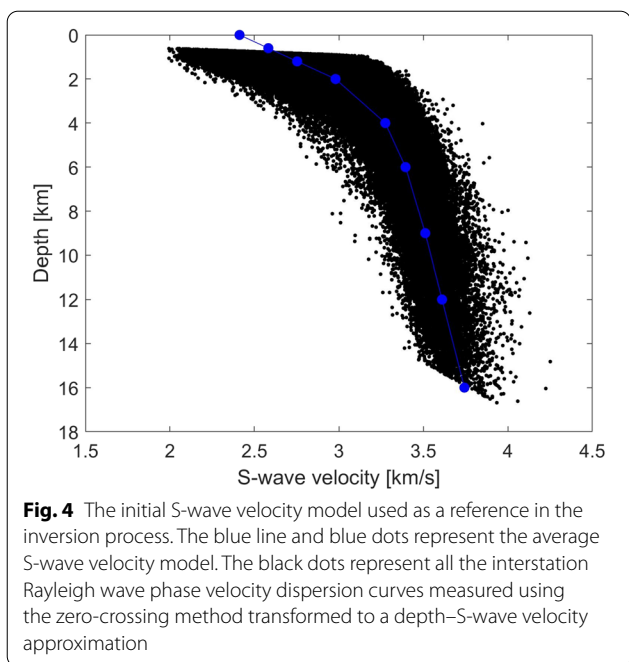 0
2
4
6
8
10
12
14
16
18
Depth [km]
1.5 2 2.5 3 3.5 4 4.5
S-wave velocity [km/s]
Fig. 4 The initial S-wave velocity model used as a reference in the
inversion process. The blue line and blue dots represent the average
S-wave velocity model. The black dots represent all the interstation
Rayleigh wave phase velocity dispersion curves measured using
the zero-crossing method transformed to a depth–S-wave velocity
approximation